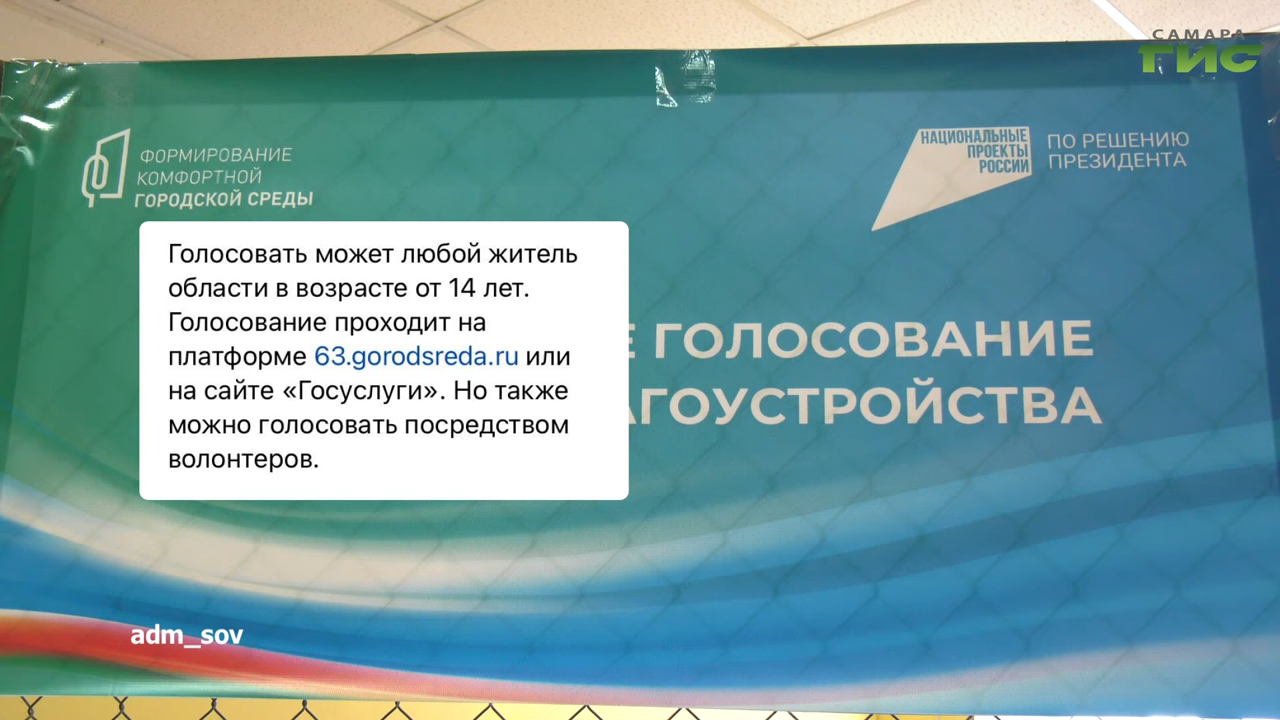 САМАРА
ГИС
ФОРМИРОВАНИЕ
КОМФОРТНОЙ
ГОРОДСКОЙ СРЕДЫ
НАЦИОНАЛЬНЫЕ
ПРОЕКТЫ
РОССИИ
ПО РЕШЕНИЮ
ПРЕЗИДЕНТА
Голосовать может любой житель
области в возрасте от 14 лет.
Голосование проходит на
платформе 63.gorodsreda.ru или
на сайте «Госуслуги». Но также
можно голосовать посредством
волонтеров.
Е ГОЛОСОВАНИЕ
АГОУСТРОЙСТВА
adm_sov